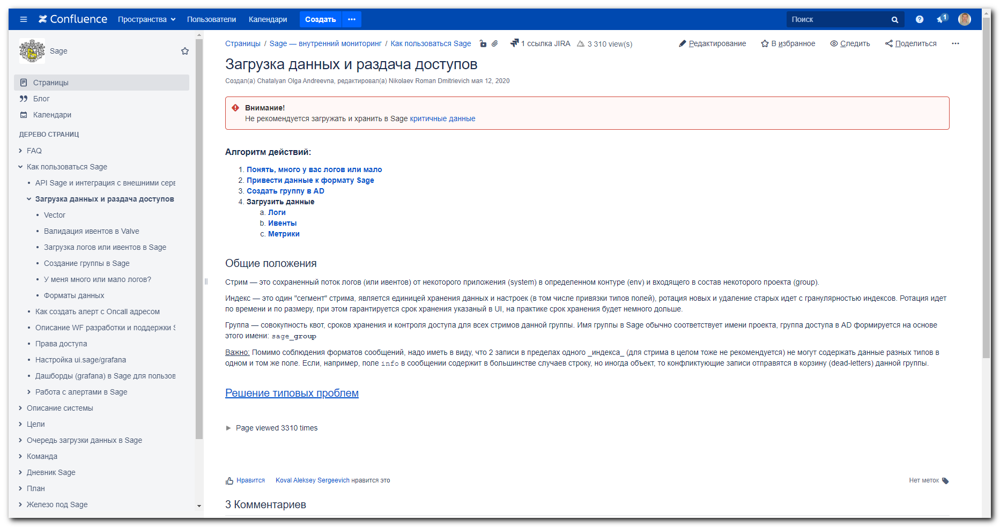 Confluence Пространства Пользователи Календари Создать ··· Поиск 1
Sage
Страницы
Блог
Календари
ДЕРЕВО СТРАНИЦ
FAQ
Как пользоваться Sage
API Sage и интеграция с внешними серв
Загрузка данных и раздача доступов
Vector
Валидация ивентов в Valve
Загрузка логов или ивентов в Sage
Создание группы в Sage
У меня много или мало логов?
Форматы данных
Как создать алерт с Oncall адресом
Описание WF разработки и поддержки S
Права доступа
Настройка ui.sage/grafana
Дашборды (grafana) в Sage для пользов
Работа с алертами в Sage
Описание системы
Цели
Очередь загрузки данных в Sage
Команда
Дневник Sage
План
Железо под Sage
Страницы / Sage — внутренний мониторинг / Как пользоваться Sage 1 ссылка JIRA 3 310 view(s) Редактирование В избранное Следить Поделиться ···
Загрузка данных и раздача доступов
Создал(а) Chatalyan Olga Andreevna, редактировал(а) Nikolaev Roman Dmitrievich мая 12, 2020
Внимание!
Не рекомендуется загружать и хранить в Sage критичные данные
Алгоритм действий:
1. Понять, много у вас логов или мало
2. Привести данные к формату Sage
3. Создать группу в AD
4. Загрузить данные
a. Логи
b. Ивенты
c. Метрики
Общие положения
Стрим — это сохраненный поток логов (или ивентов) от некоторого приложения (system) в определенном контуре (env) и входящего в состав некоторого проекта (group).
Индекс — это один "сегмент" стрима, является единицей хранения данных и настроек (в том числе привязки типов полей), ротация новых и удаление старых идет с гранулярностью индексов. Ротация идет
по времени и по размеру, при этом гарантируется срок хранения указаный в UI, на практике срок хранения будет немного дольше.
Группа — совокупность квот, сроков хранения и контроля доступа для всех стримов данной группы. Имя группы в Sage обычно соответствует имени проекта, группа доступа в AD формируется на основе
этого имени: sage_group
Важно: Помимо соблюдения форматов сообщений, надо иметь в виду, что 2 записи в пределах одного _индекса_ (для стрима в целом тоже не рекомендуется) не могут содержать данные разных типов в
одном и том же поле. Если, например, поле info в сообщении содержит в большинстве случаев строку, но иногда объект, то конфликтующие записи отправятся в корзину (dead-letters) данной группы.
Решение типовых проблем
Page viewed 3310 times
Нравится Koval Aleksey Sergeevich нравится это Нет меток
3 Комментариев